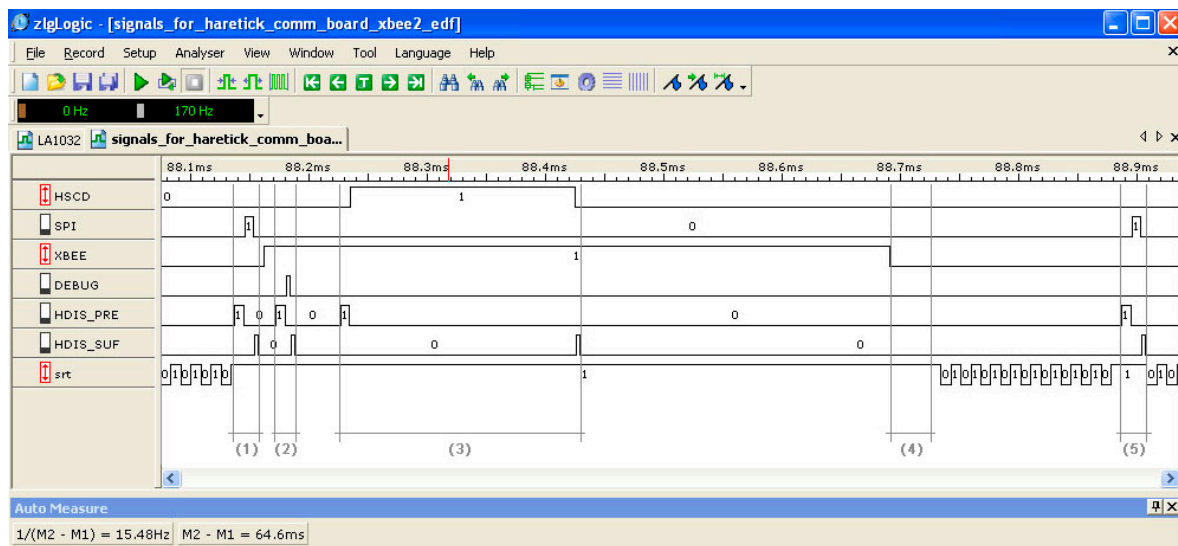 zlgLogic - [signals_for_haretick_comm_board_xbee2_edf]
File Record Setup Analyser View Window Tool Language Help
0 Hz 170 Hz
LA1032 signals_for_haretick_comm_boa...
88.1ms 88.2ms 88.3ms 88.4ms 88.5ms 88.6ms 88.7ms 88.8ms 88.9ms
HSCD 0 1
SPI 1 0 1
XBEE 1
DEBUG
HDIS_PRE 1 0 1 0 1 0 1
HDIS_SUF 0 0 0
srt 0 1 0 1 0 1 0 1 0 1 0 1 0 1 0 1 0 1 0 1 0 1 0 1 0 1 0
(1) (2) (3) (4) (5)
Auto Measure
1/(M2 - M1) = 15.48Hz M2 - M1 = 64.6ms